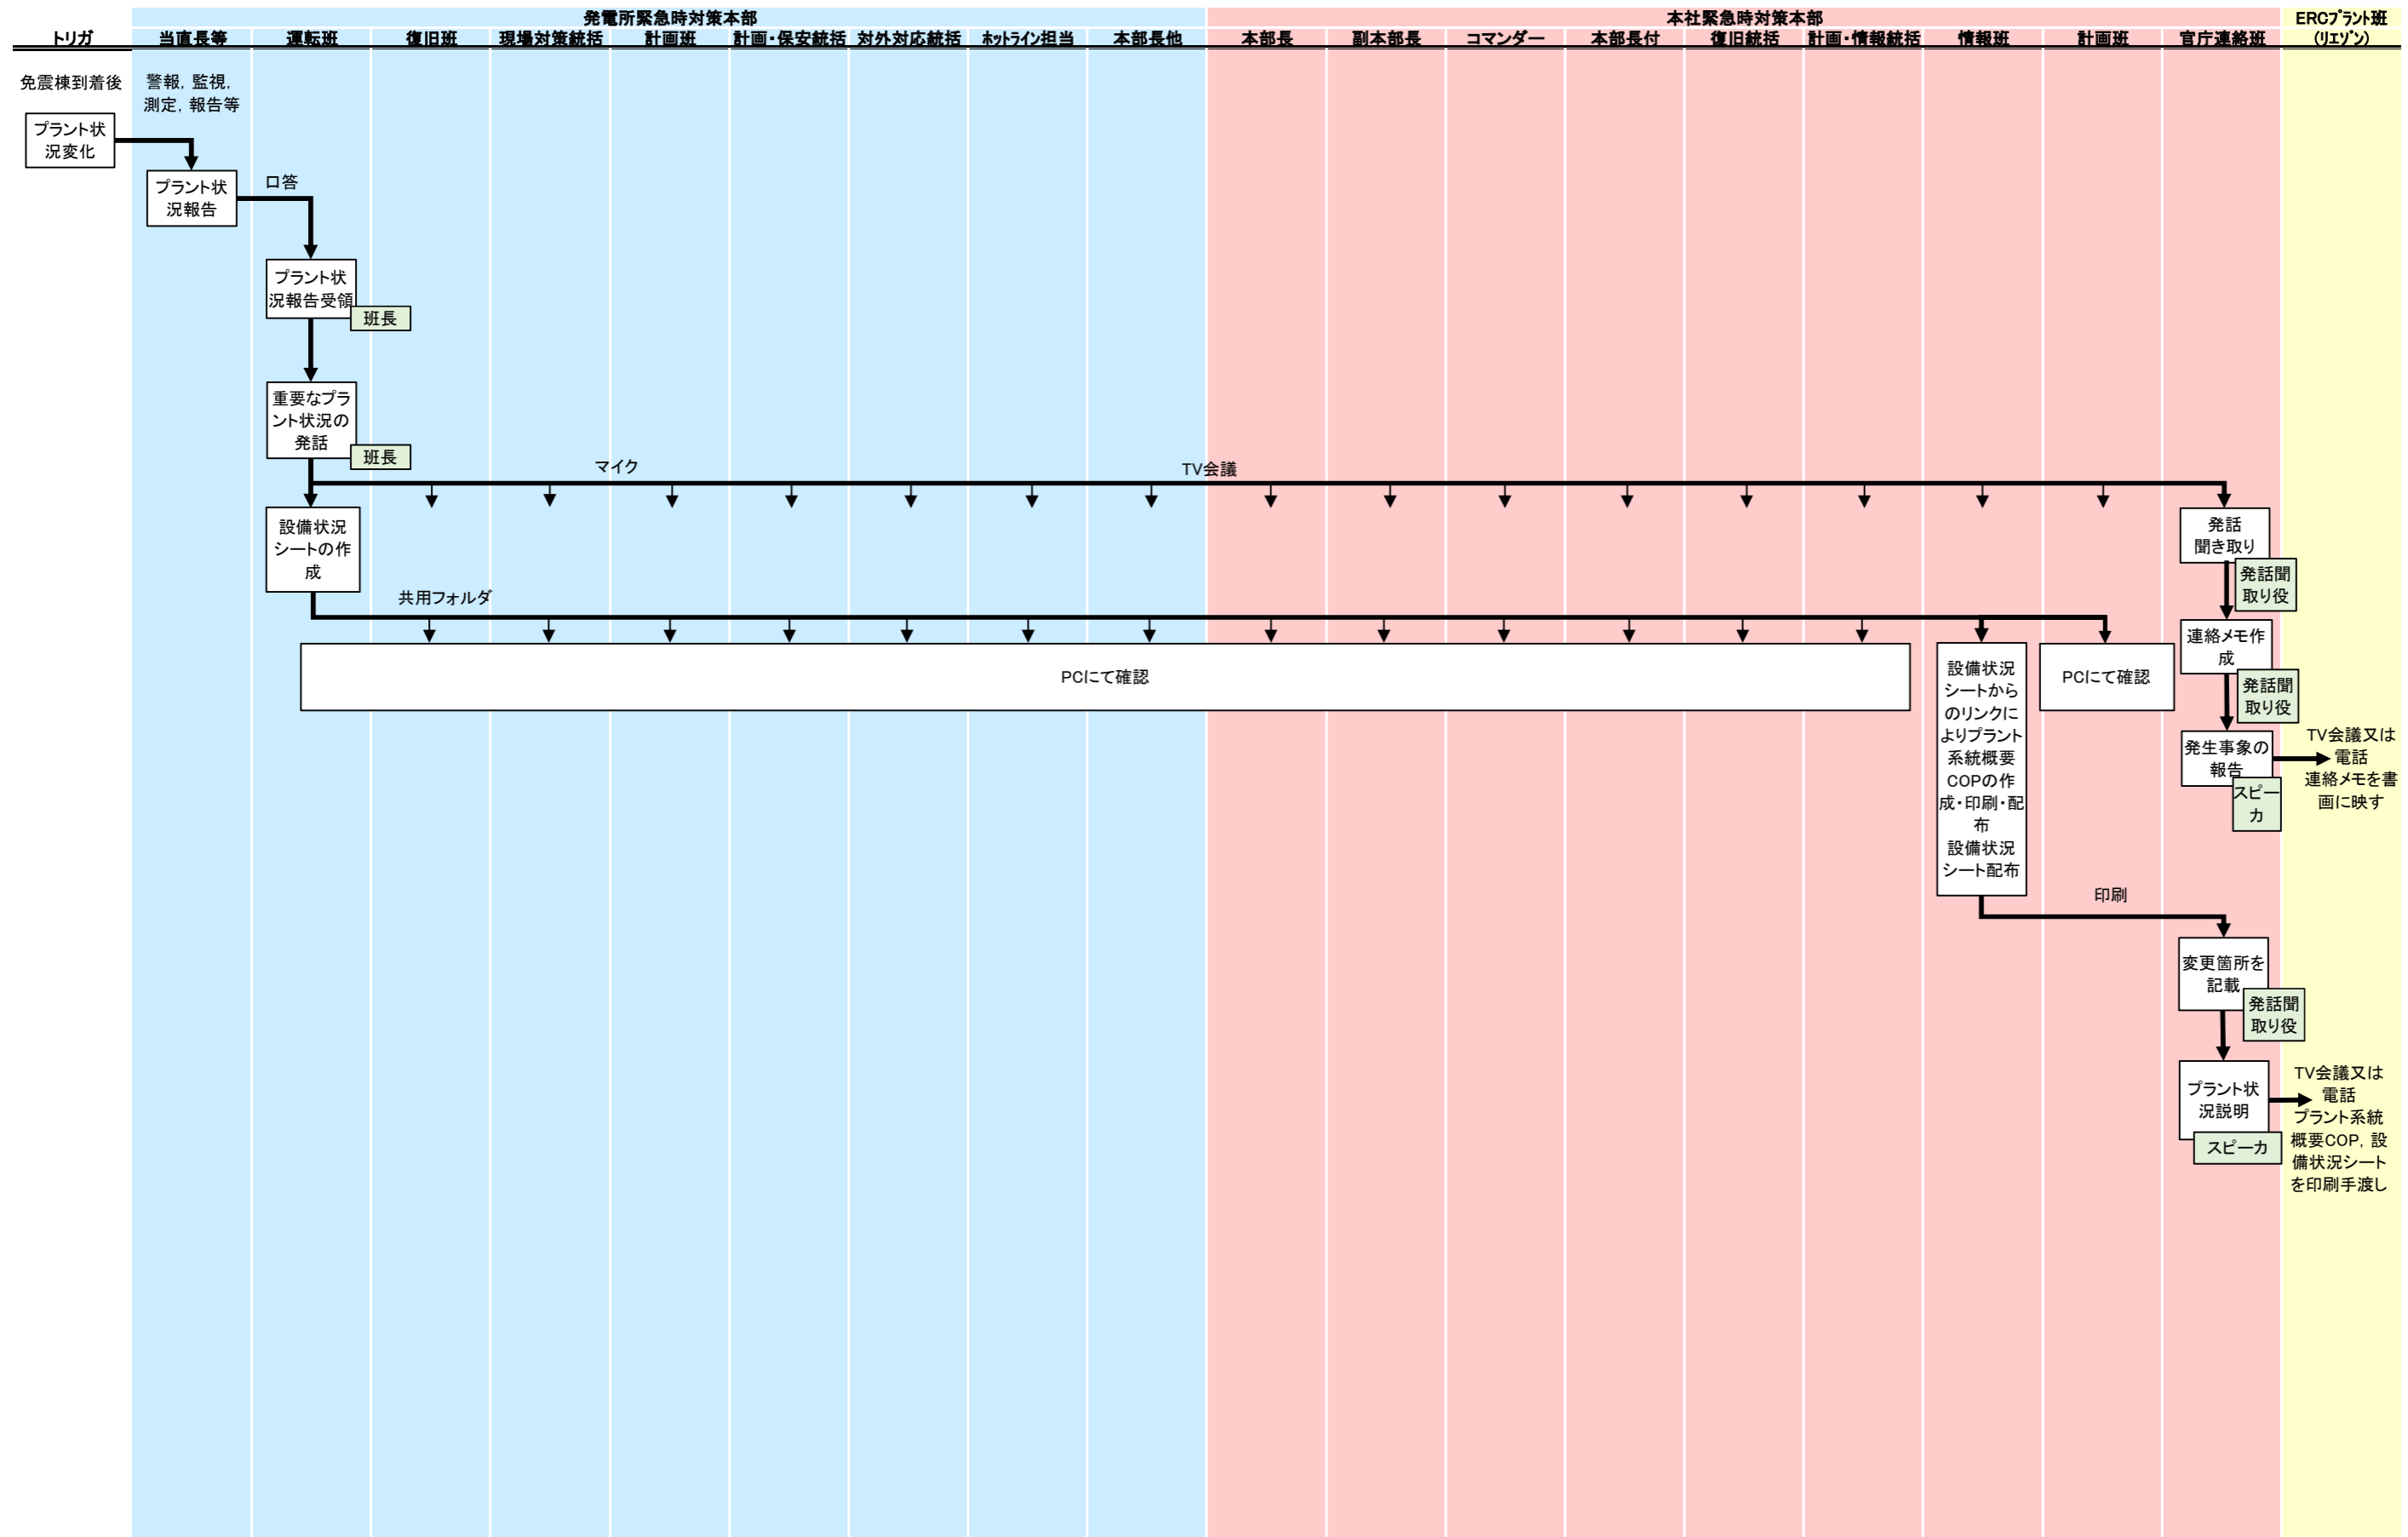 発電所緊急時対策本部
本社緊急時対策本部
ERCプラント班
トリガ
当直長等
運転班
復旧班
現場対策統括
計画班
計画・保安統括
対外対応統括
ホットライン担当
本部長他
本部長
副本部長
コマンダー
本部長付
復旧統括
計画・情報統括
情報班
計画班
官庁連絡班
(リエゾン)
免震棟到着後
警報，監視，
測定，報告等
プラント状
況変化
プラント状
況報告
口答
プラント状
況報告受領
班長
重要なプラ
ント状況の
発話
班長
マイク
TV会議
設備状況
シートの作
成
発話
聞き取り
発話聞
取り役
共用フォルダ
PCにて確認
設備状況
シートから
のリンクに
よりプラント
系統概要
COPの作
成・印刷・配
布
設備状況
シート配布
PCにて確認
連絡メモ作
成
発話聞
取り役
発生事象の
報告
スピー
カ
TV会議又は
電話
連絡メモを書
画に映す
印刷
変更箇所を
記載
発話聞
取り役
プラント状
況説明
スピーカ
TV会議又は
電話
プラント系統
概要COP，設
備状況シート
を印刷手渡し